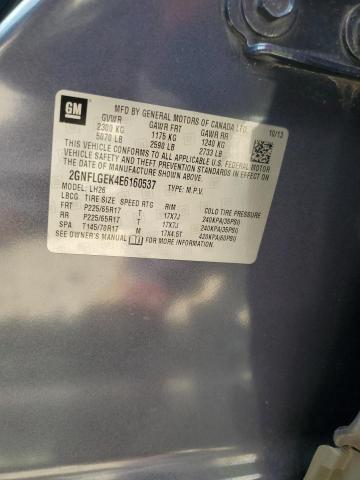 GM
MFD BY GENERAL MOTORS OF CANADA LTD.
10/13
GVWR GAWR FRT GAWR RR
2300 KG 1175 KG 1240 KG
5070 LB 2590 LB 2733 LB
THIS VEHICLE CONFORMS TO ALL APPLICABLE U.S. FEDERAL MOTOR
VEHICLE SAFETY AND THEFT PREVENTION STANDARDS IN EFFECT
ON THE DATE OF MANUFACTURE SHOWN ABOVE.
2GNFLGEK4E6160537 TYPE: M.P.V.
MODEL: LH26
LBCG TIRE SIZE SPEED RTG RIM COLD TIRE PRESSURE
FRT P225/65R17 T 17X7J 240KPA(35PSI)
RR P225/65R17 T 17X7J 240KPA(35PSI)
SPA T145/70R17 M 17X4.5T 420KPA(60PSI)
SEE OWNER'S MANUAL